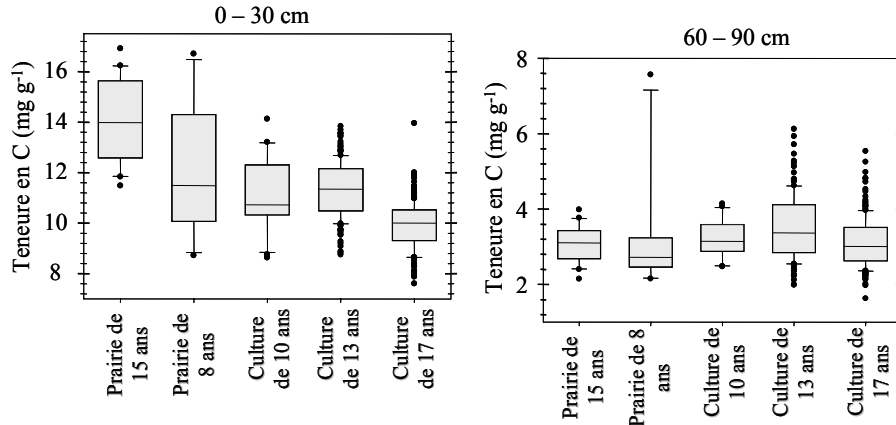 0 – 30 cm
Teneure en C (mg g-1)
16
14
12
10
8
Prairie de
15 ans
Prairie de
8 ans
Culture
de 10 ans
Culture
de 13 ans
Culture
de 17 ans
60 – 90 cm
Teneure en C (mg g-1)
8
6
4
2
Prairie de
15 ans
Prairie de 8
ans
Culture de
10 ans
Culture de
13 ans
Culture de
17 ans